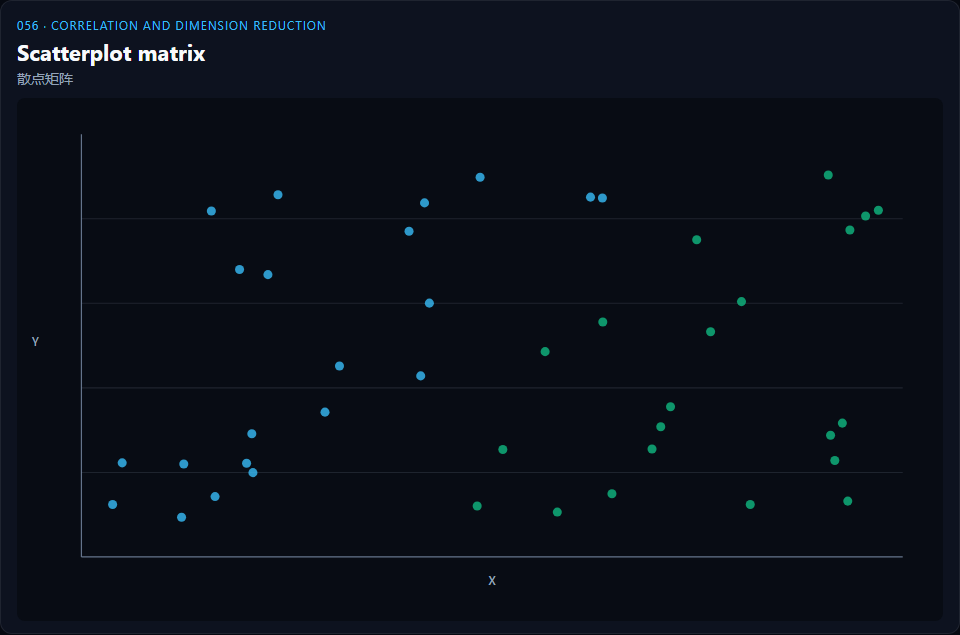 056 · CORRELATION AND DIMENSION REDUCTION
Scatterplot matrix
散点矩阵
Y
X